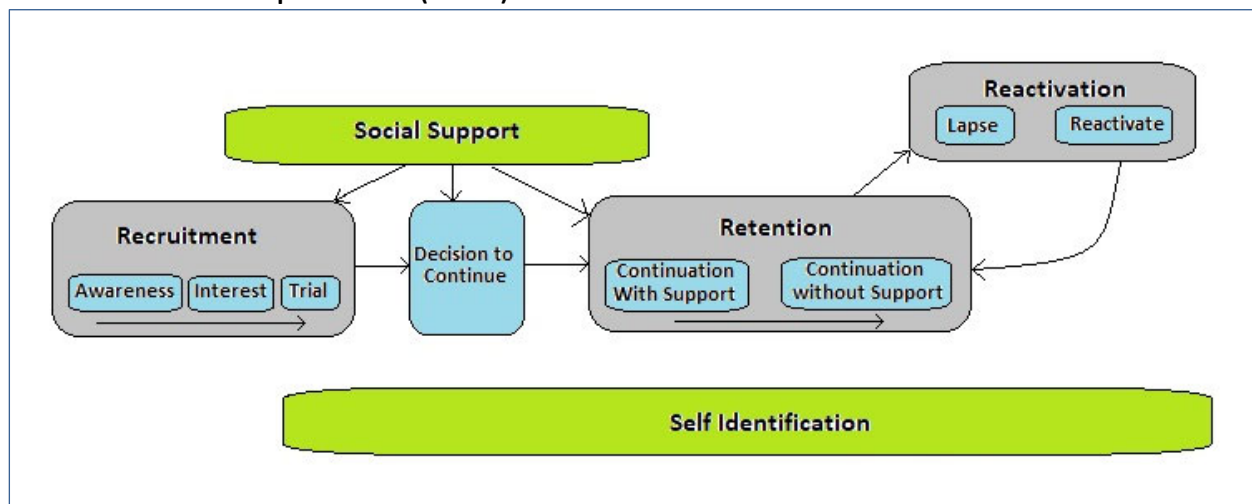 Social Support
Reactivation
Lapse
Reactivate
Recruitment
Awareness
Interest
Trial
Decision to
Continue
Retention
Continuation
With Support
Continuation
without Support
Self Identification